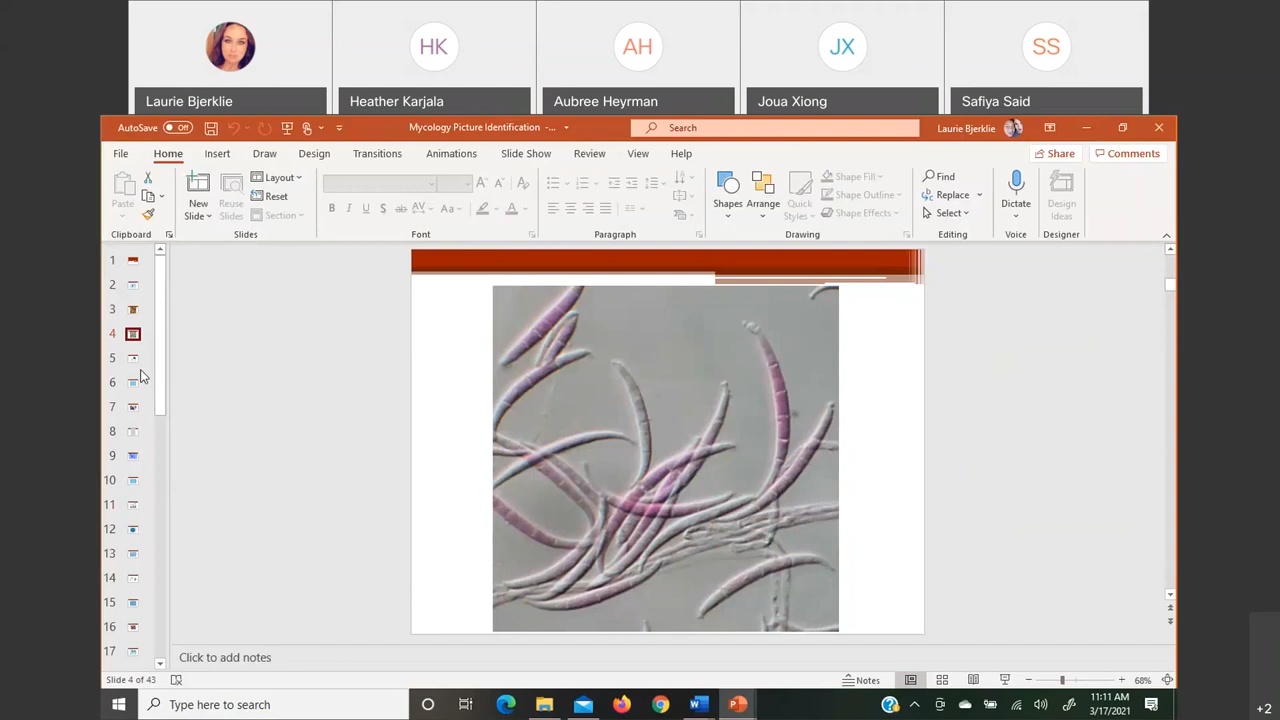 HK
AH
JX
SS
Laurie Bjerklie
Heather Karjala
Aubree Heyrman
Joua Xiong
Safiya Said
AutoSave Off
Mycology Picture Identification -...
Search
Laurie Bjerklie
File
Home
Insert
Draw
Design
Transitions
Animations
Slide Show
Review
View
Help
Share
Comments
Paste
Clipboard
New
Slide
Reuse
Slides
Layout
Reset
Section
Slides
B
I
U
S
ab
AV
Aa
A
Font
Paragraph
Shapes
Arrange
Quick
Styles
Shape Fill
Shape Outline
Shape Effects
Drawing
Find
Replace
Select
Editing
Dictate
Voice
Design
Ideas
Designer
1
2
3
4
5
6
7
8
9
10
11
12
13
14
15
16
17
Click to add notes
Slide 4 of 43
Notes
68%
Type here to search
11:11 AM
3/17/2021
+2